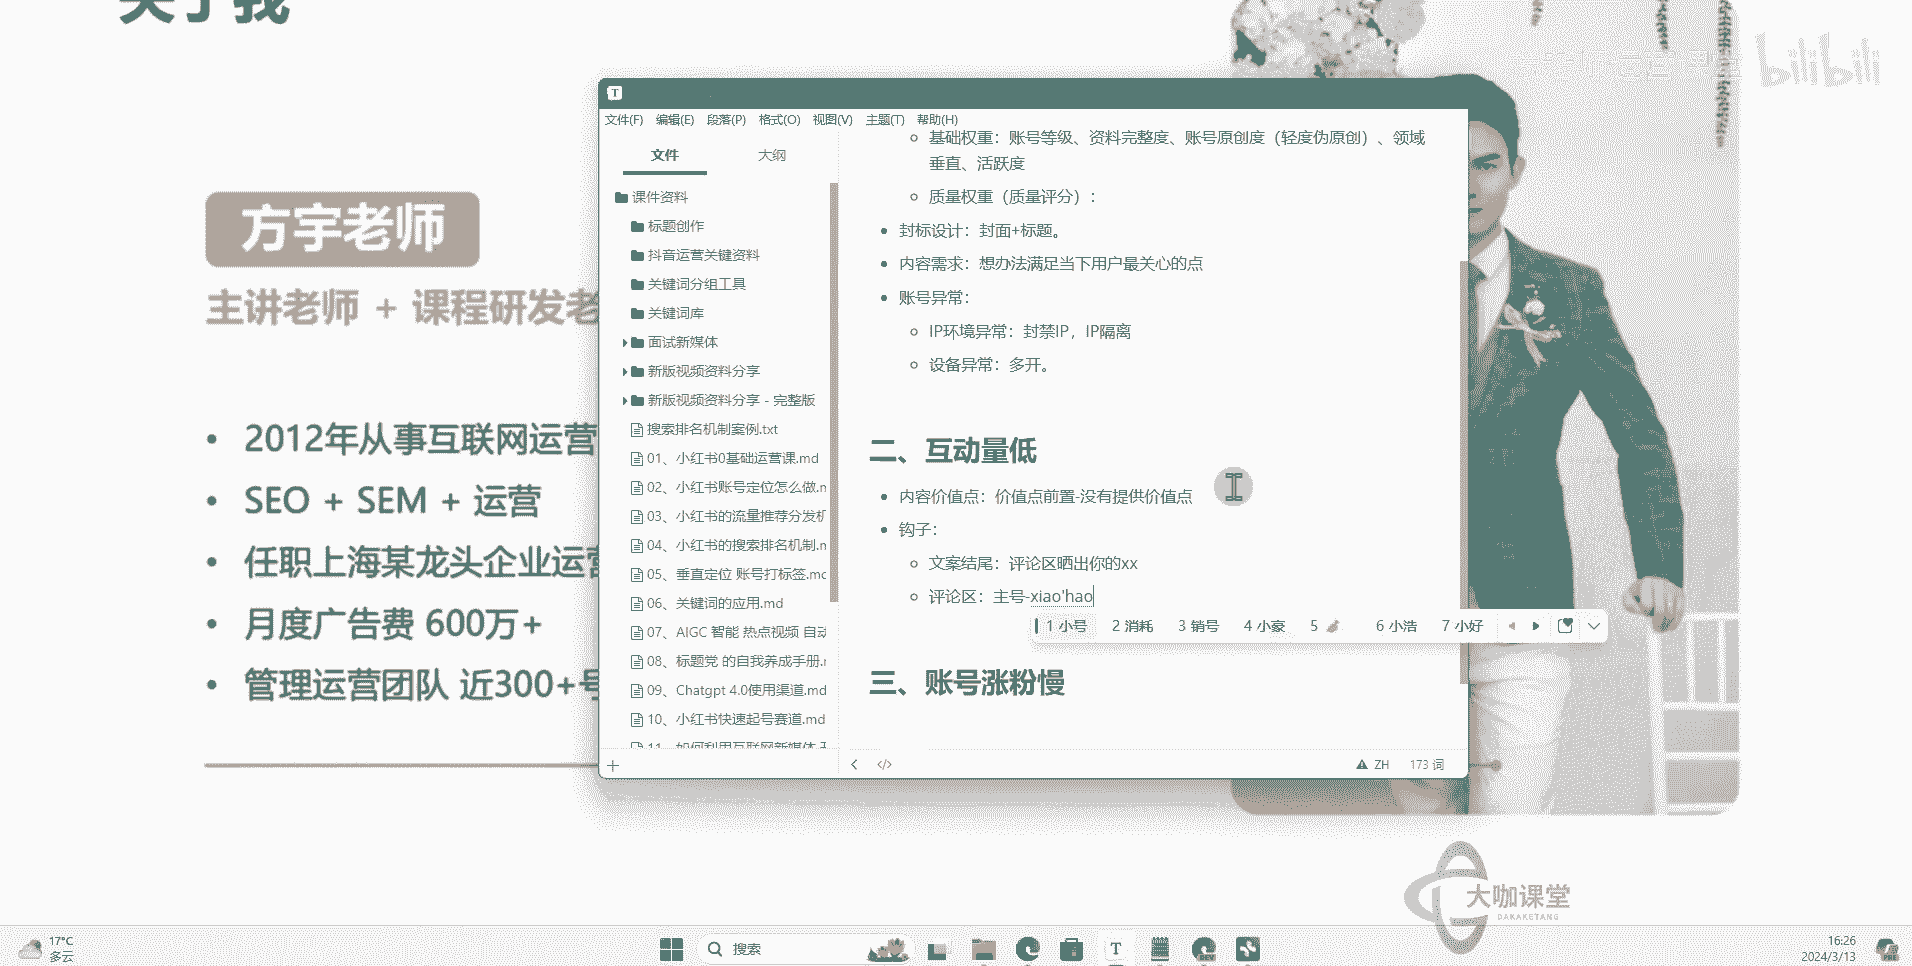 关于我
bilibili
方宇老师
主讲老师 + 课程研发老
2012年从事互联网运营
SEO + SEM + 运营
任职上海某龙头企业运营
月度广告费 600万+
管理运营团队 近300+号
T
文件(F) 编辑(E) 段落(P) 格式(O) 视图(V) 主题(T) 帮助(H)
文件 大纲
课件资料
标题创作
抖音运营关键资料
关键词分组工具
关键词库
面试新媒体
新版视频资料分享
新版视频资料分享 - 完整版
搜索排名机制案例.txt
01、小红书0基础运营课.md
02、小红书账号定位怎么做.m
03、小红书的流量推荐分发机
04、小红书的搜索排名机制.m
05、垂直定位 账号打标签.mc
06、关键词的应用.md
07、AIGC 智能 热点视频 自动
08、标题党 的自我养成手册.r
09、Chatgpt 4.0使用渠道.md
10、小红书快速起号赛道.md
11、如何利用互联网新媒体
基础权重：账号等级、资料完整度、账号原创度（轻度伪原创）、领域
垂直、活跃度
质量权重（质量评分）：
封标设计：封面+标题。
内容需求：想办法满足当下用户最关心的点
账号异常：
IP环境异常：封禁IP，IP隔离
设备异常：多开。
二、互动量低
内容价值点：价值点前置-没有提供价值点
钩子：
文案结尾：评论区晒出你的xx
评论区：主号-xiao'hao
1 小号 2 消耗 3 销号 4 小豪 5 6 小浩 7 小好
三、账号涨粉慢
ZH 173 词
大咖课堂
DAKAKETANG
17°C
多云
搜索
T
DEV
16:26
2024/3/13
PRE